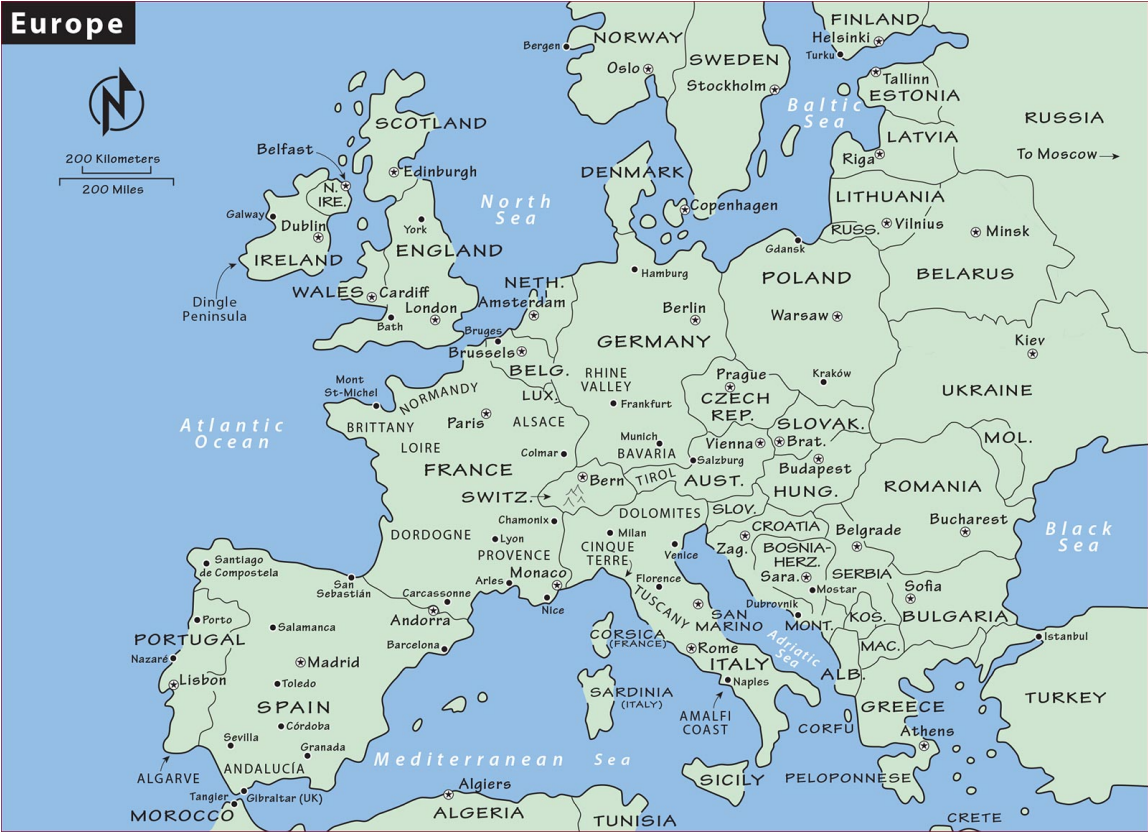 Europe
N
200 Kilometers
200 Miles
NORWAY
Bergen
Oslo
SWEDEN
Stockholm
FINLAND
Helsinki
Turku
Tallinn
ESTONIA
Baltic
Sea
LATVIA
Riga
RUSSIA
To Moscow
LITHUANIA
Vilnius
RUSS.
Minsk
BELARUS
SCOTLAND
Edinburgh
Belfast
N.
IRE.
Galway
Dublin
IRELAND
Dingle
Peninsula
York
ENGLAND
WALES
Cardiff
London
Bath
North
Sea
DENMARK
Copenhagen
NETH.
Amsterdam
Hamburg
Berlin
GERMANY
Gdansk
POLAND
Warsaw
Kraków
Kiev
UKRAINE
Bruges
Brussels
BELG.
LUX.
RHINE
VALLEY
Frankfurt
Prague
CZECH
REP.
SLOVAK.
Brat.
Vienna
Munich
BAVARIA
Salzburg
TIROL
AUST.
Budapest
HUNG.
MOL.
ROMANIA
Bucharest
Atlantic
Ocean
Mont
St-Michel
NORMANDY
BRITTANY
Paris
ALSACE
LOIRE
Colmar
FRANCE
SWITZ.
Bern
Chamonix
DORDOGNE
Lyon
PROVENCE
Arles
Monaco
Nice
Carcassonne
Andorra
DOLOMITES
Milan
CINQUE
TERRE
Venice
Florence
TUSCANY
SAN
MARINO
SLOV.
Zag.
CROATIA
BOSNIA-
HERZ.
Sara.
Mostar
Dubrovnik
MONT.
Belgrade
SERBIA
KOS.
MAC.
ALB.
Sofia
BULGARIA
Black
Sea
Istanbul
TURKEY
Adriatic
Sea
Rome
ITALY
Naples
AMALFI
COAST
CORSICA
(FRANCE)
SARDINIA
(ITALY)
SICILY
CORFU
GREECE
Athens
PELOPONNESE
CRETE
Santiago
de Compostela
San
Sebastián
Porto
PORTUGAL
Nazaré
Lisbon
ALGARVE
Salamanca
Madrid
Toledo
SPAIN
Barcelona
Córdoba
Sevilla
Granada
ANDALUCÍA
Tangier
Gibraltar (UK)
MOROCCO
Mediterranean Sea
Algiers
ALGERIA
TUNISIA